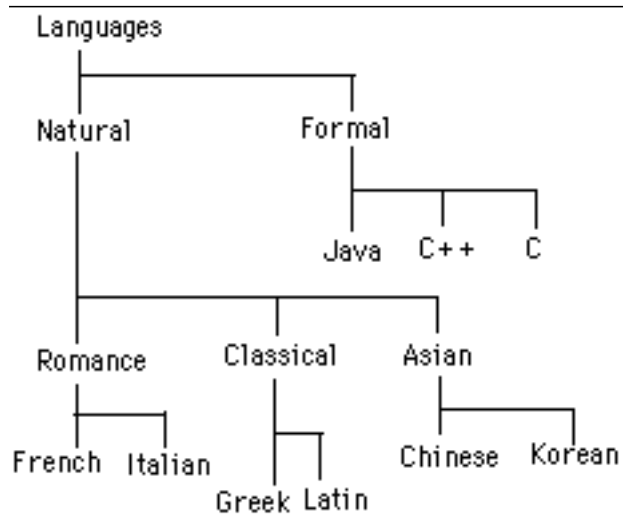 Languages
Natural Formal
Java C++ C
Romance Classical Asian
French Italian Chinese Korean
Greek Latin